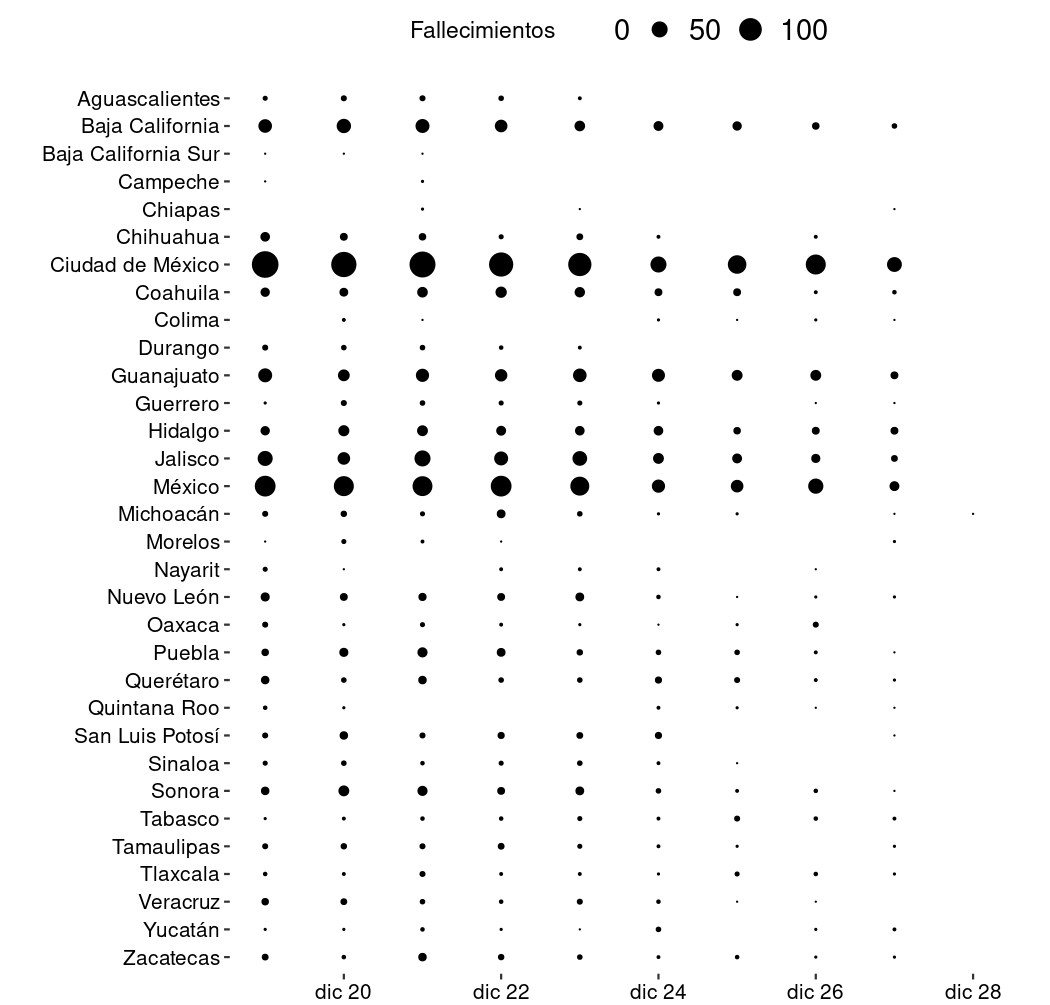 Fallecimientos 0 50 100
Aguascalientes
Baja California
Baja California Sur
Campeche
Chiapas
Chihuahua
Ciudad de México
Coahuila
Colima
Durango
Guanajuato
Guerrero
Hidalgo
Jalisco
México
Michoacán
Morelos
Nayarit
Nuevo León
Oaxaca
Puebla
Querétaro
Quintana Roo
San Luis Potosí
Sinaloa
Sonora
Tabasco
Tamaulipas
Tlaxcala
Veracruz
Yucatán
Zacatecas
dic 20 dic 22 dic 24 dic 26 dic 28